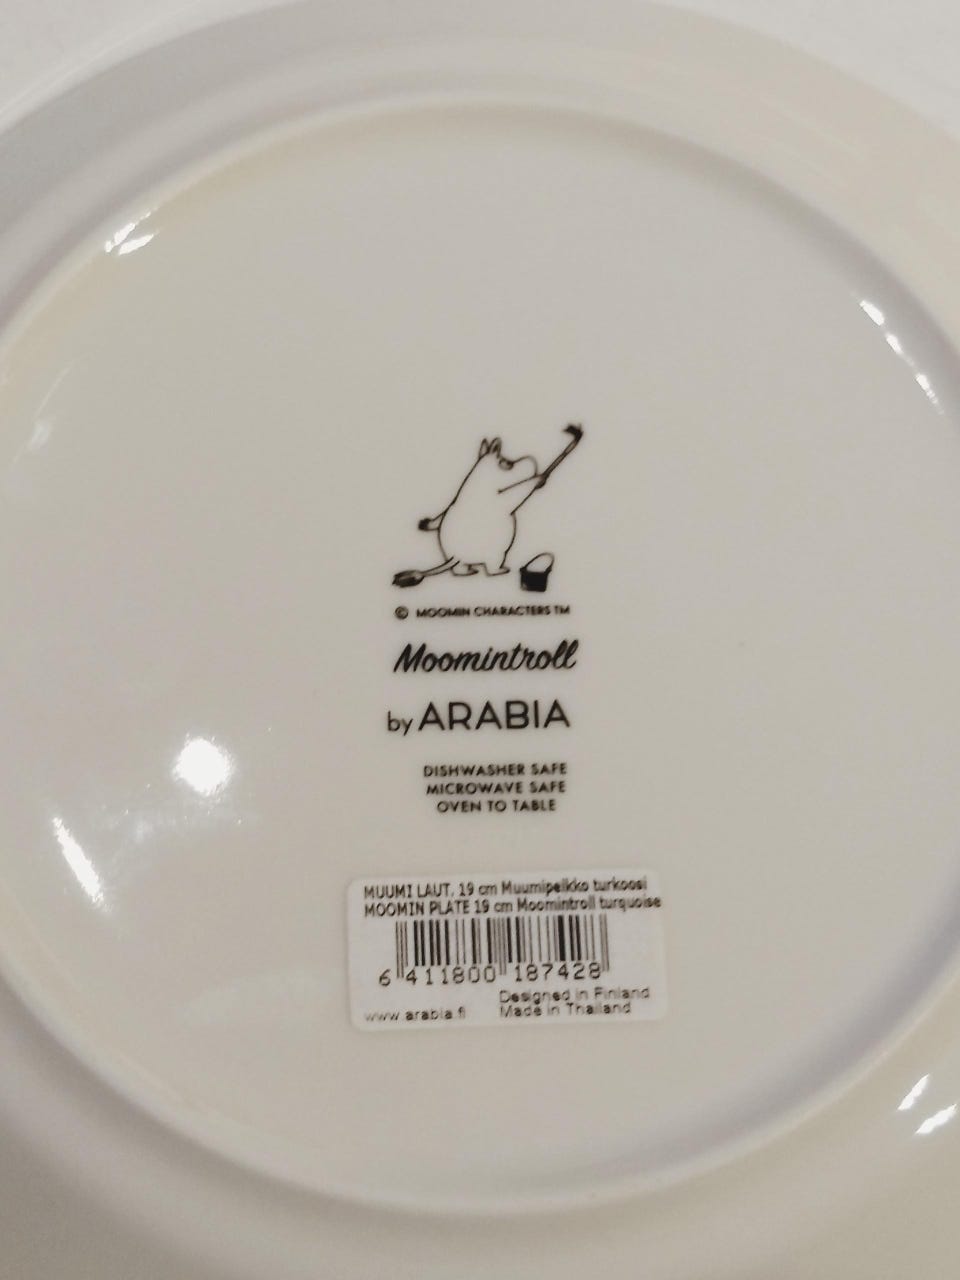 © MOOMIN CHARACTERS TM
Moomintroll
by ARABIA
DISHWASHER SAFE
MICROWAVE SAFE
OVEN TO TABLE
MUUMI LAUT. 19 cm Muumipeikko turkoosi
MOOMIN PLATE 19 cm Moomintroll turquoise
6 411800 187428
Designed in Finland
www.arabia.fi Made in Thailand